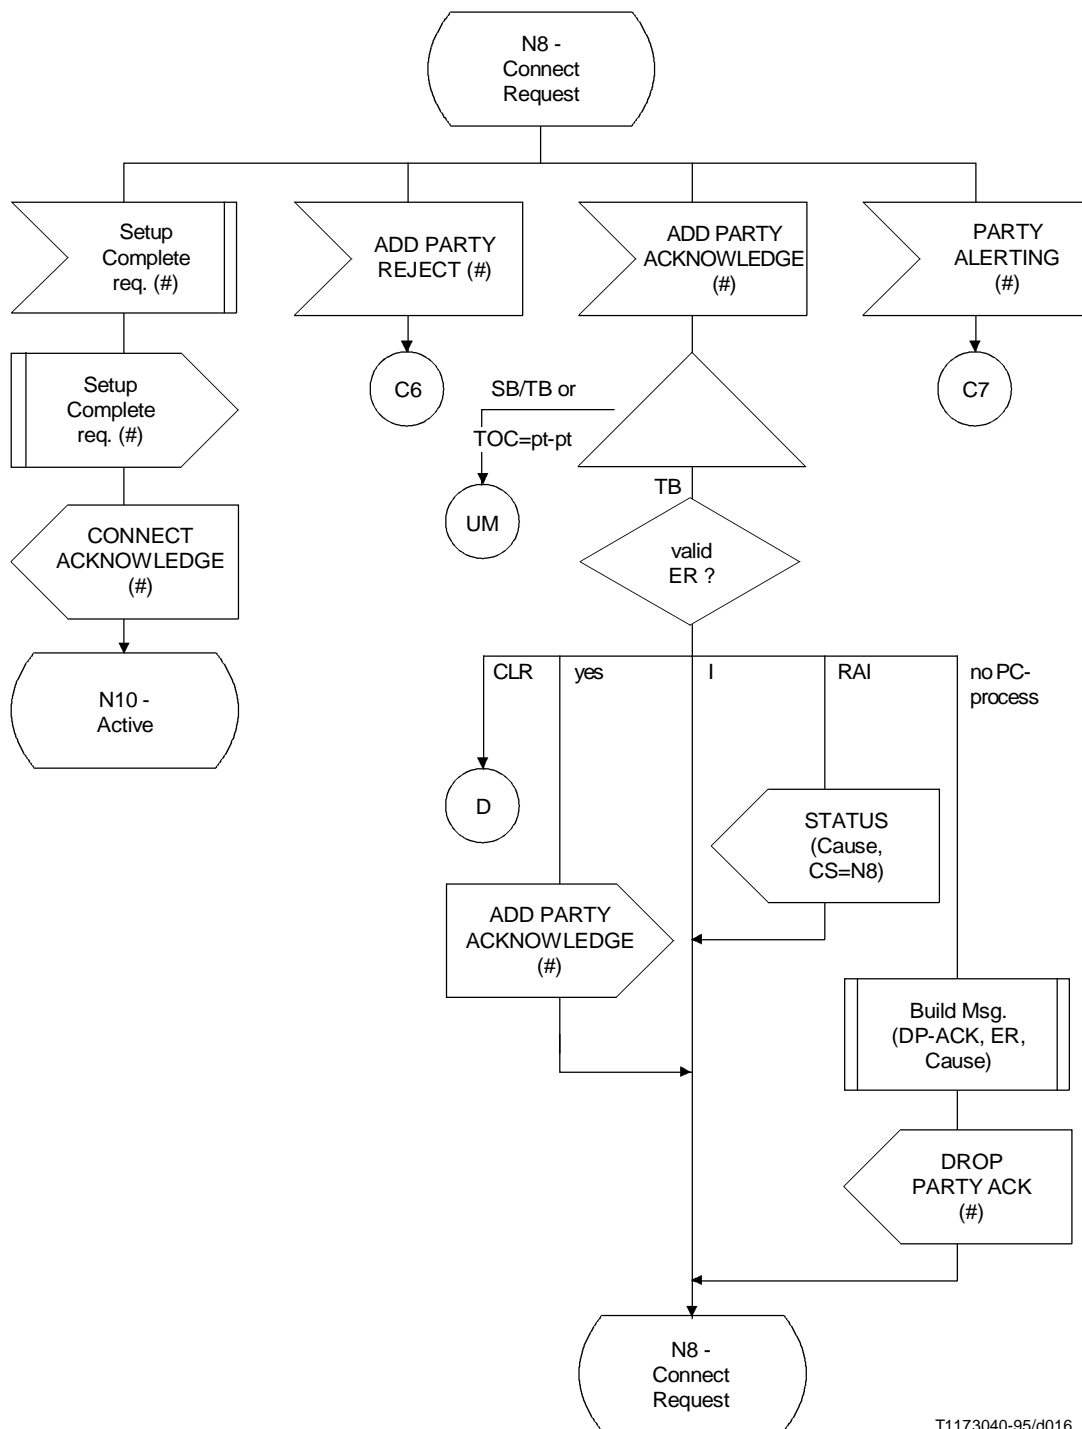 N8 -
Connect
Request
Setup
Complete
req. (#)
ADD PARTY
REJECT (#)
ADD PARTY
ACKNOWLEDGE
(#)
PARTY
ALERTING
(#)
Setup
Complete
req. (#)
C6
SB/TB or
TOC=pt-pt
C7
TB
UM
CONNECT
ACKNOWLEDGE
(#)
valid
ER ?
N10 -
Active
CLR
yes
I
RAI
no PC-
process
D
STATUS
(Cause,
CS=N8)
ADD PARTY
ACKNOWLEDGE
(#)
Build Msg.
(DP-ACK, ER,
Cause)
DROP
PARTY ACK
(#)
N8 -
Connect
Request
T1173040-95/d016